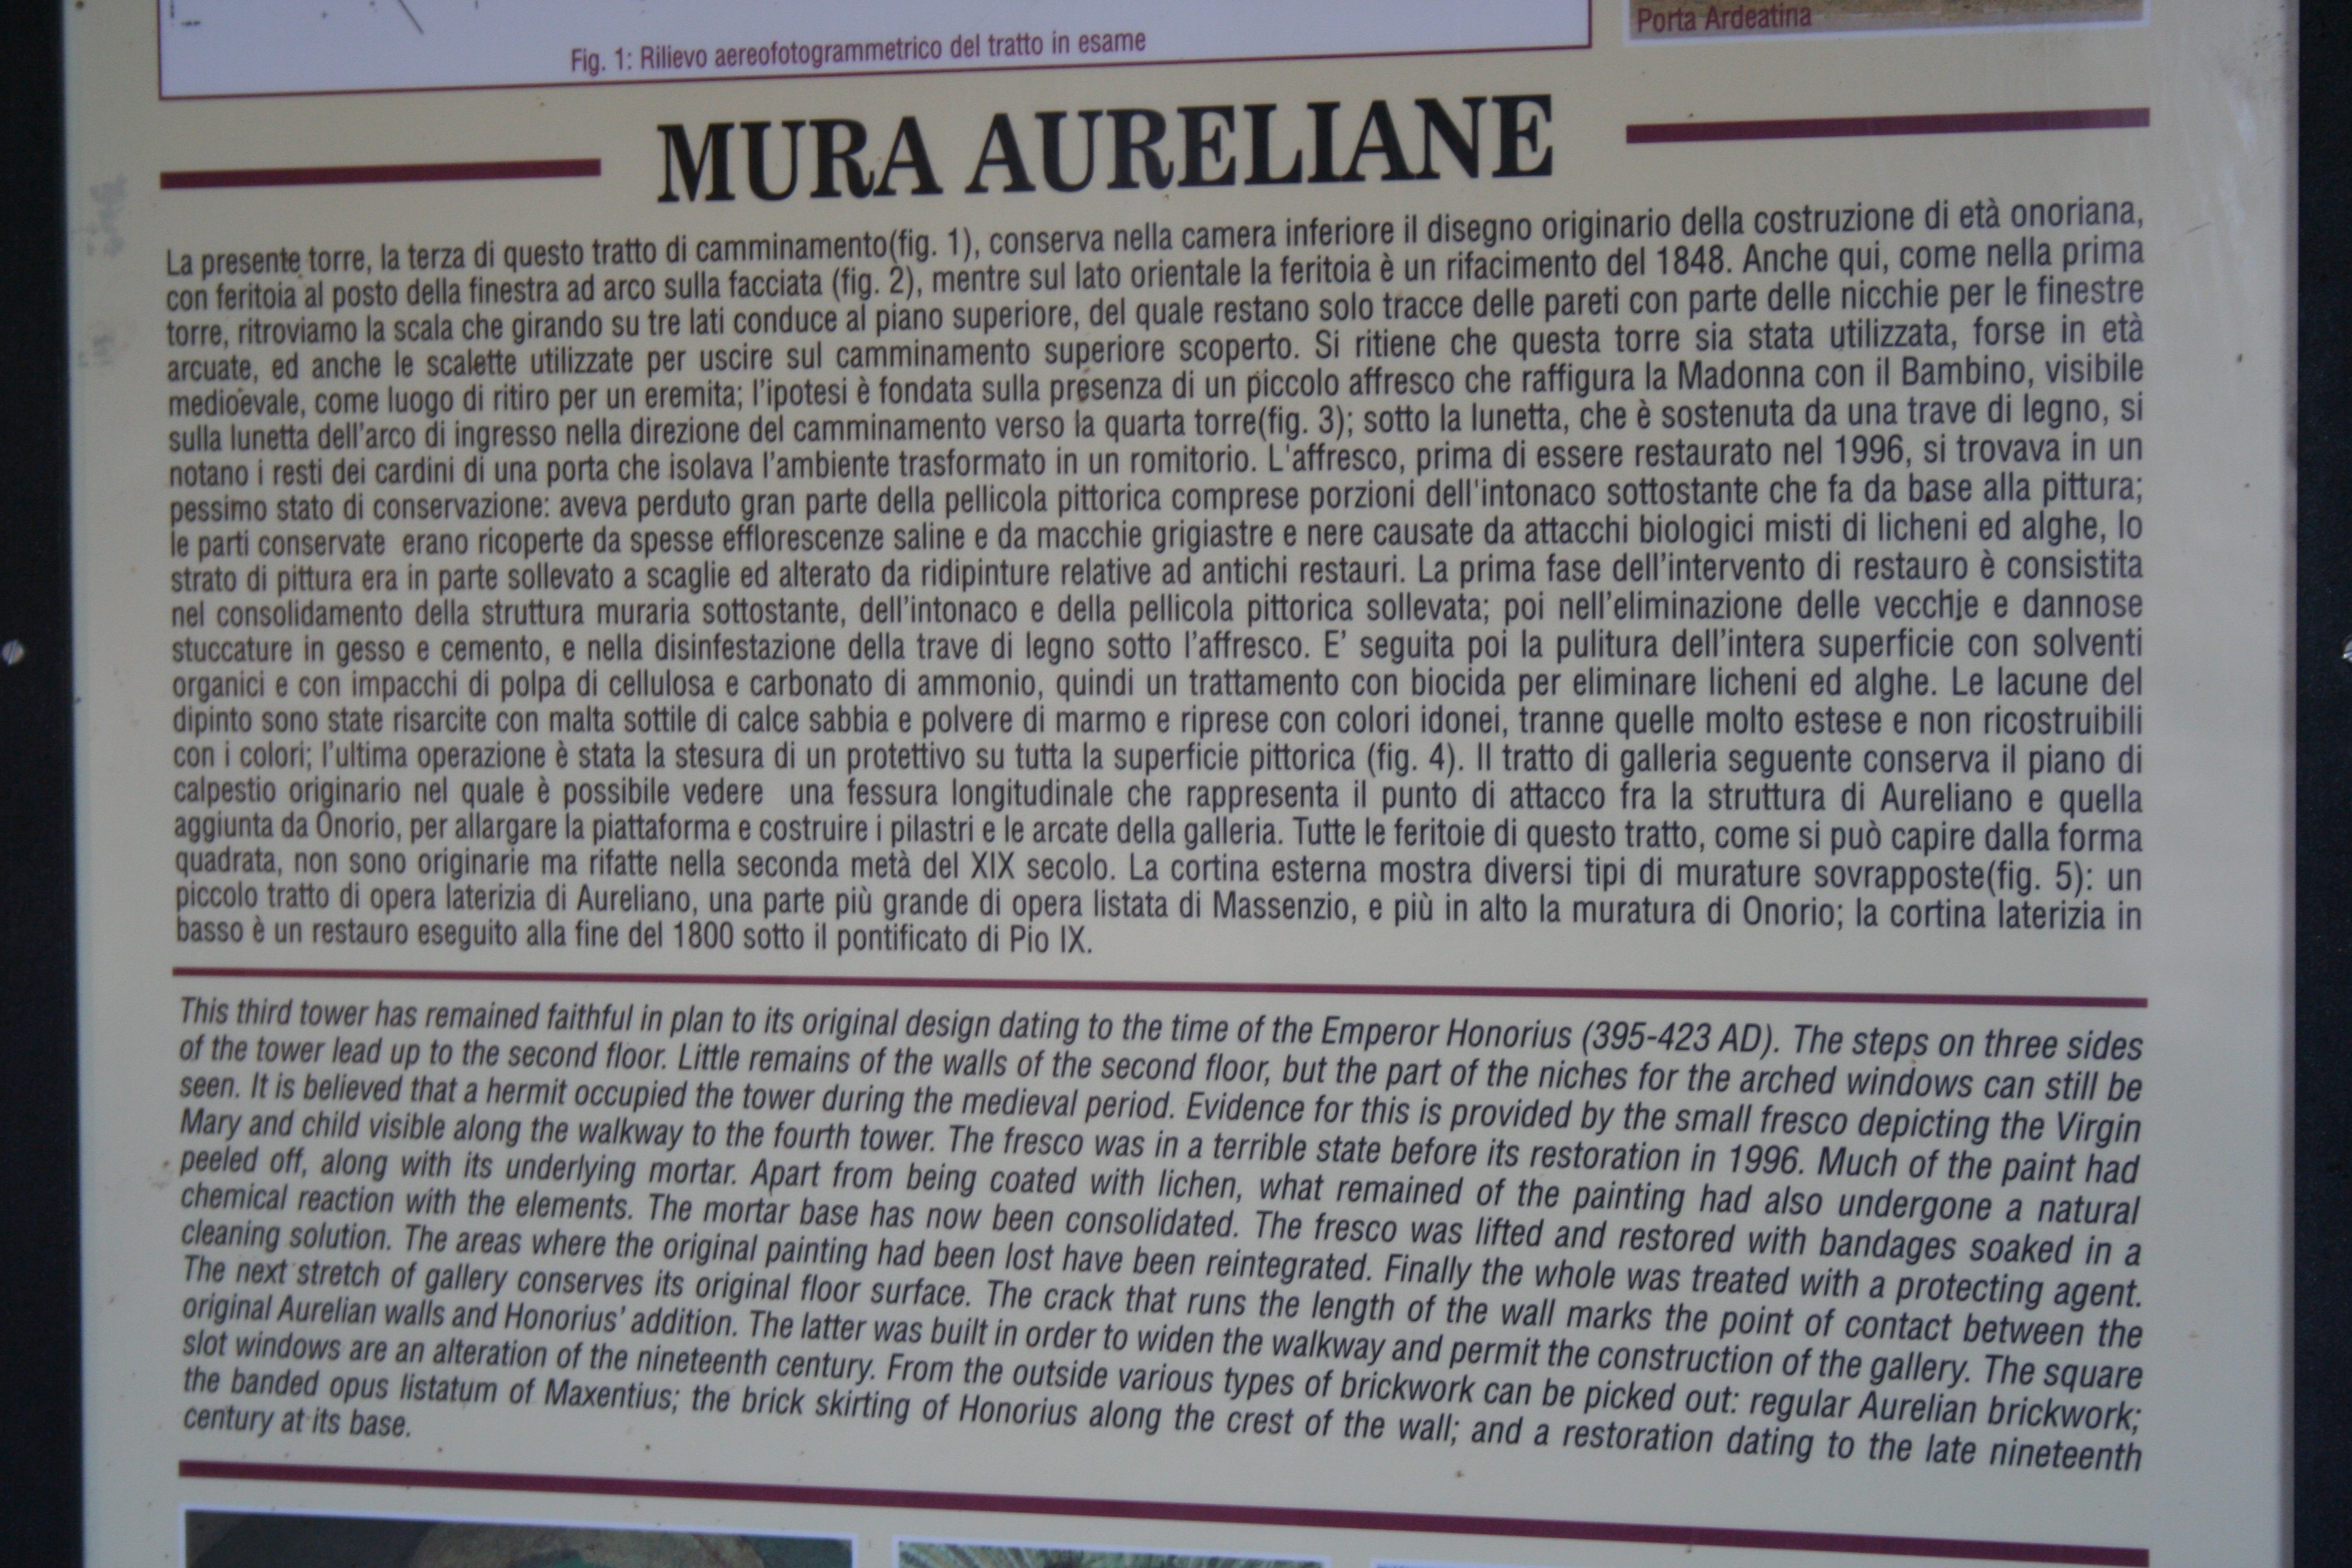 Fig. 1: Rilievo aereofotogrammetrico del tratto in esame
Porta Ardeatina
MURA AURELIANE
La presente torre, la terza di questo tratto di camminamento(fig. 1), conserva nella camera inferiore il disegno originario della costruzione di età onoriana,
con feritoia al posto della finestra ad arco sulla facciata (fig. 2), mentre sul lato orientale la feritoia è un rifacimento del 1848. Anche qui, come nella prima
torre, ritroviamo la scala che girando su tre lati conduce al piano superiore, del quale restano solo tracce delle pareti con parte delle nicchie per le finestre
arcuate, ed anche le scalette utilizzate per uscire sul camminamento superiore scoperto. Si ritiene che questa torre sia stata utilizzata, forse in età
medioevale, come luogo di ritiro per un eremita; l'ipotesi è fondata sulla presenza di un piccolo affresco che raffigura la Madonna con il Bambino, visibile
sulla lunetta dell'arco di ingresso nella direzione del camminamento verso la quarta torre(fig. 3); sotto la lunetta, che è sostenuta da una trave di legno, si
notano i resti dei cardini di una porta che isolava l'ambiente trasformato in un romitorio. L'affresco, prima di essere restaurato nel 1996, si trovava in un
pessimo stato di conservazione: aveva perduto gran parte della pellicola pittorica comprese porzioni dell'intonaco sottostante che fa da base alla pittura;
le parti conservate erano ricoperte da spesse efflorescenze saline e da macchie grigiastre e nere causate da attacchi biologici misti di licheni ed alghe, lo
strato di pittura era in parte sollevato a scaglie ed alterato da ridipinture relative ad antichi restauri. La prima fase dell'intervento di restauro è consistita
nel consolidamento della struttura muraria sottostante, dell'intonaco e della pellicola pittorica sollevata; poi nell'eliminazione delle vecchie e dannose
stuccature in gesso e cemento, e nella disinfestazione della trave di legno sotto l'affresco. E' seguita poi la pulitura dell'intera superficie con solventi
organici e con impacchi di polpa di cellulosa e carbonato di ammonio, quindi un trattamento con biocida per eliminare licheni ed alghe. Le lacune del
dipinto sono state risarcite con malta sottile di calce sabbia e polvere di marmo e riprese con colori idonei, tranne quelle molto estese e non ricostruibili
con i colori; l'ultima operazione è stata la stesura di un protettivo su tutta la superficie pittorica (fig. 4). Il tratto di galleria seguente conserva il piano di
calpestio originario nel quale è possibile vedere una fessura longitudinale che rappresenta il punto di attacco fra la struttura di Aureliano e quella
aggiunta da Onorio, per allargare la piattaforma e costruire i pilastri e le arcate della galleria. Tutte le feritoie di questo tratto, come si può capire dalla forma
quadrata, non sono originarie ma rifatte nella seconda metà del XIX secolo. La cortina esterna mostra diversi tipi di murature sovrapposte(fig. 5): un
piccolo tratto di opera laterizia di Aureliano, una parte più grande di opera listata di Massenzio, e più in alto la muratura di Onorio; la cortina laterizia in
basso è un restauro eseguito alla fine del 1800 sotto il pontificato di Pio IX.
This third tower has remained faithful in plan to its original design dating to the time of the Emperor Honorius (395-423 AD). The steps on three sides
of the tower lead up to the second floor. Little remains of the walls of the second floor, but the part of the niches for the arched windows can still be
seen. It is believed that a hermit occupied the tower during the medieval period. Evidence for this is provided by the small fresco depicting the Virgin
Mary and child visible along the walkway to the fourth tower. The fresco was in a terrible state before its restoration in 1996. Much of the paint had
peeled off, along with its underlying mortar. Apart from being coated with lichen, what remained of the painting had also undergone a natural
chemical reaction with the elements. The mortar base has now been consolidated. The fresco was lifted and restored with bandages soaked in a
cleaning solution. The areas where the original painting had been lost have been reintegrated. Finally the whole was treated with a protecting agent.
The next stretch of gallery conserves its original floor surface. The crack that runs the length of the wall marks the point of contact between the
original Aurelian walls and Honorius' addition. The latter was built in order to widen the walkway and permit the construction of the gallery. The square
slot windows are an alteration of the nineteenth century. From the outside various types of brickwork can be picked out: regular Aurelian brickwork;
the banded opus listatum of Maxentius; the brick skirting of Honorius along the crest of the wall; and a restoration dating to the late nineteenth
century at its base.